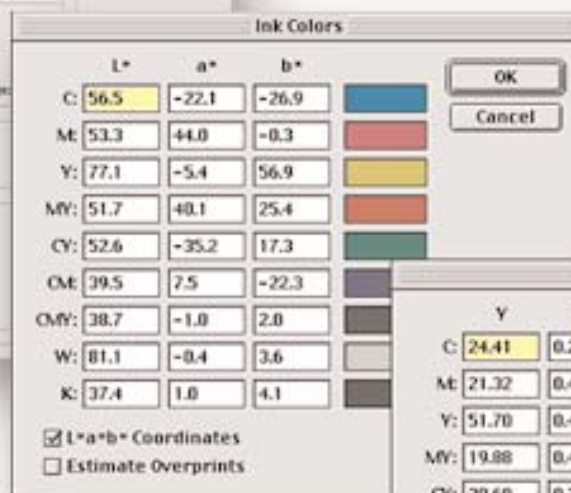 Ink Colors
L* a* b*
C: 56.5 -22.1 -26.9
M: 53.3 44.0 -0.3
Y: 77.1 -5.4 56.9
MY: 51.7 40.1 25.4
CY: 52.6 -35.2 17.3
CM: 39.5 7.5 -22.3
CMY: 38.7 -1.0 2.0
W: 81.1 -0.4 3.6
K: 37.4 1.0 4.1
L*a*b* Coordinates
Estimate Overprints
OK
Cancel
Y
C: 24.41
M: 21.32
Y: 51.70
MY: 19.88